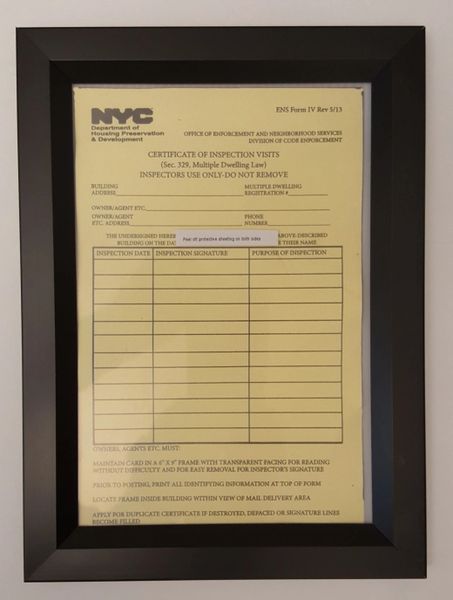 NYC
Department of
Housing Preservation
& Development
ENS Form IV Rev 5/13
OFFICE OF ENFORCEMENT AND NEIGHBORHOOD SERVICES
DIVISION OF CODE ENFORCEMENT
CERTIFICATE OF INSPECTION VISITS
(Sec. 329, Multiple Dwelling Law)
INSPECTORS USE ONLY-DO NOT REMOVE
BUILDING
ADDRESS
MULTIPLE DWELLING
REGISTRATION #
OWNER/AGENT ETC.
OWNER/AGENT
ETC. ADDRESS
PHONE
NUMBER
THE UNDERSIGNED ABOVE-DESCRIBED
Peel off protective sheeting on both sides
BUILDING ON THE THEIR NAME
INSPECTION DATE INSPECTION SIGNATURE PURPOSE OF INSPECTION
OWNERS, AGENTS ETC, MUST:
MAINTAIN CARD IN A 6" X 9" FRAME WITH TRANSPARENT FACING FOR READING
WITHOUT DIFFICULTY AND FOR EASY REMOVAL FOR INSPECTOR'S SIGNATURE
PRIOR TO POSTING, PRINT ALL IDENTIFYING INFORMATION AT TOP OF FORM
LOCATE FRAME INSIDE BUILDING WITHIN VIEW OF MAIL DELIVERY AREA
APPLY FOR DUPLICATE CERTIFICATE IF DESTROYED, DEFACED OR SIGNATURE LINES
BECOME FILLED